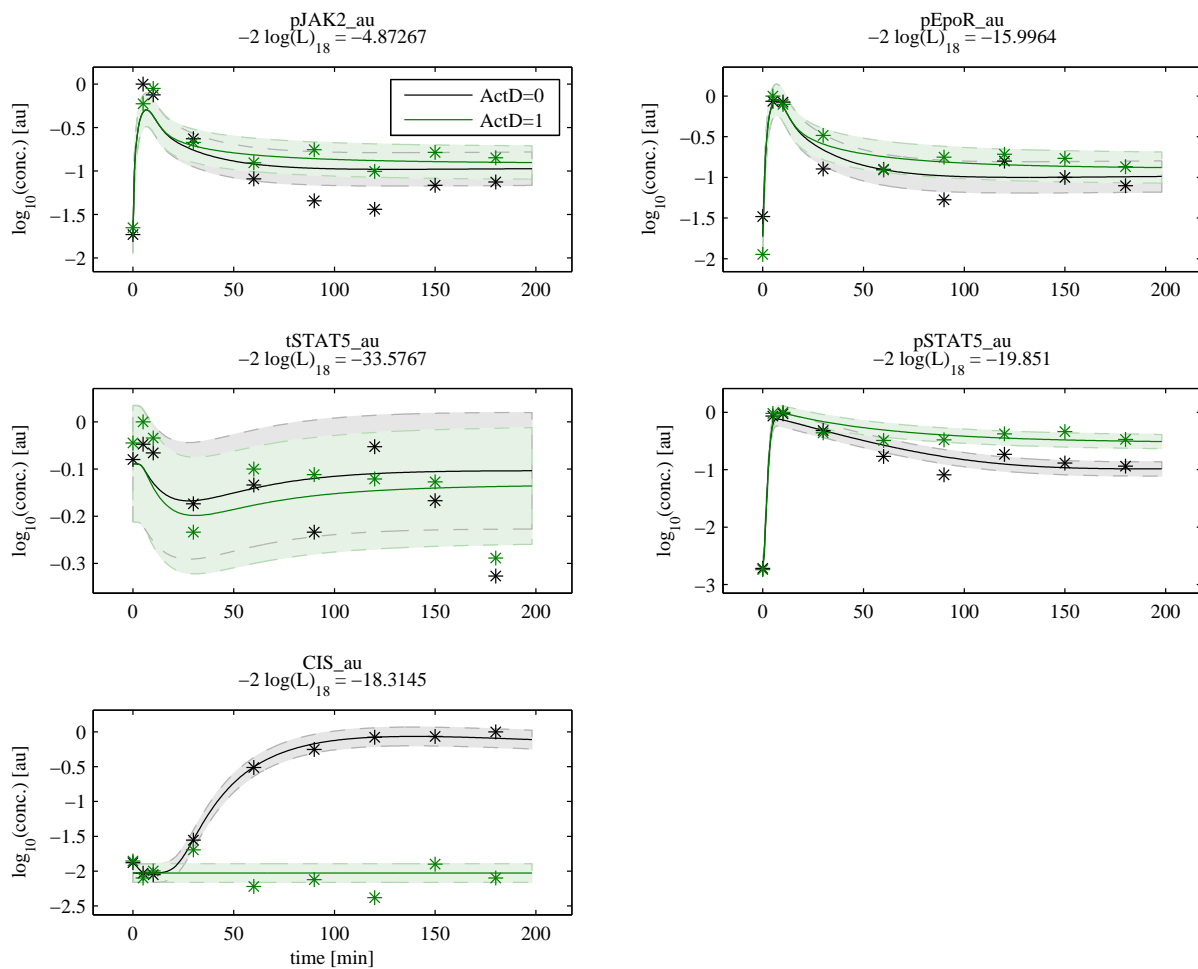 pJAK2_au
−2 log(L)18 = −4.87267
log10(conc.) [au]
0
−0.5
−1
−1.5
−2
ActD=0
ActD=1
0 50 100 150 200
pEpoR_au
−2 log(L)18 = −15.9964
log10(conc.) [au]
0
−0.5
−1
−1.5
−2
0 50 100 150 200
tSTAT5_au
−2 log(L)18 = −33.5767
log10(conc.) [au]
0
−0.1
−0.2
−0.3
0 50 100 150 200
pSTAT5_au
−2 log(L)18 = −19.851
log10(conc.) [au]
0
−1
−2
−3
0 50 100 150 200
CIS_au
−2 log(L)18 = −18.3145
log10(conc.) [au]
0
−0.5
−1
−1.5
−2
−2.5
0 50 100 150 200
time [min]